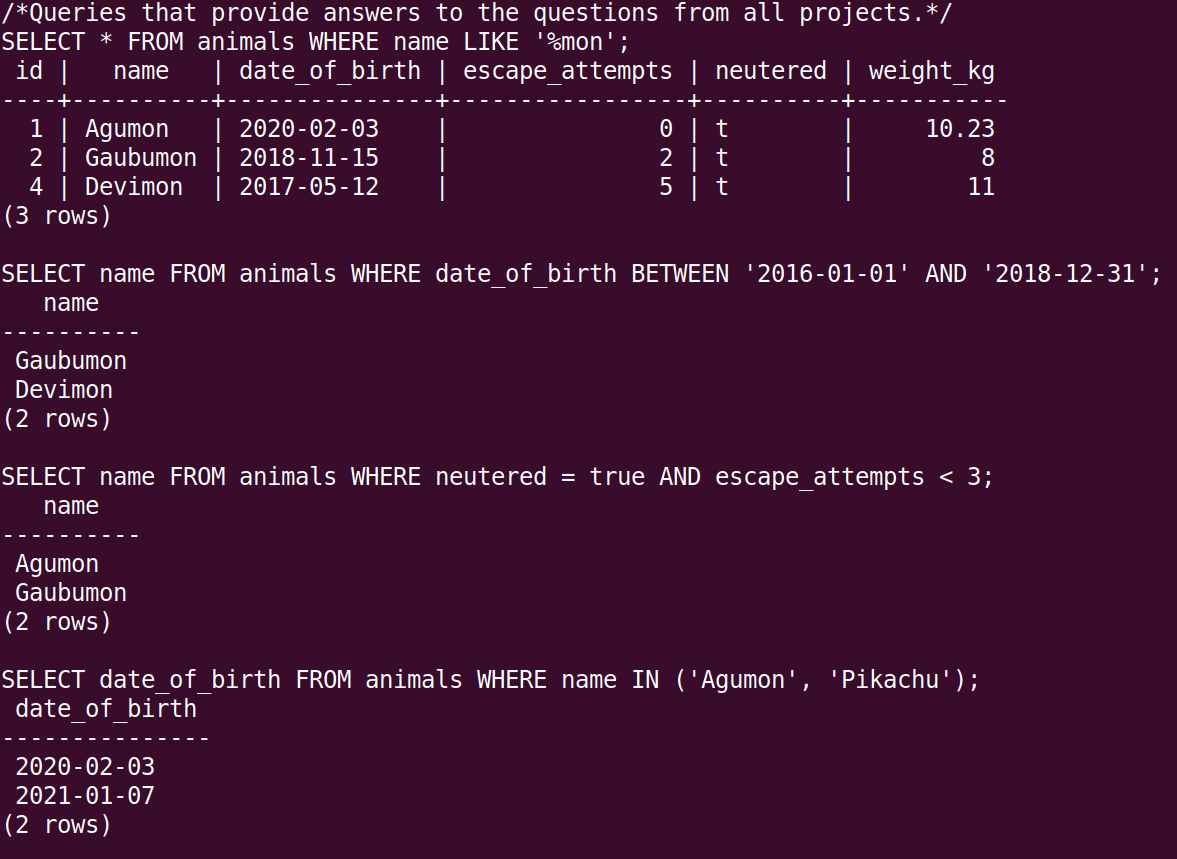 /*Queries that provide answers to the questions from all projects.*/
SELECT * FROM animals WHERE name LIKE '%mon';
 id |   name   | date_of_birth | escape_attempts | neutered | weight_kg
----+----------+---------------+-----------------+----------+-----------
  1 | Agumon   | 2020-02-03    |               0 | t        |     10.23
  2 | Gaubumon | 2018-11-15    |               2 | t        |         8
  4 | Devimon  | 2017-05-12    |               5 | t        |        11
(3 rows)

SELECT name FROM animals WHERE date_of_birth BETWEEN '2016-01-01' AND '2018-12-31';
   name
----------
 Gaubumon
 Devimon
(2 rows)

SELECT name FROM animals WHERE neutered = true AND escape_attempts < 3;
   name
----------
 Agumon
 Gaubumon
(2 rows)

SELECT date_of_birth FROM animals WHERE name IN ('Agumon', 'Pikachu');
 date_of_birth
---------------
 2020-02-03
 2021-01-07
(2 rows)